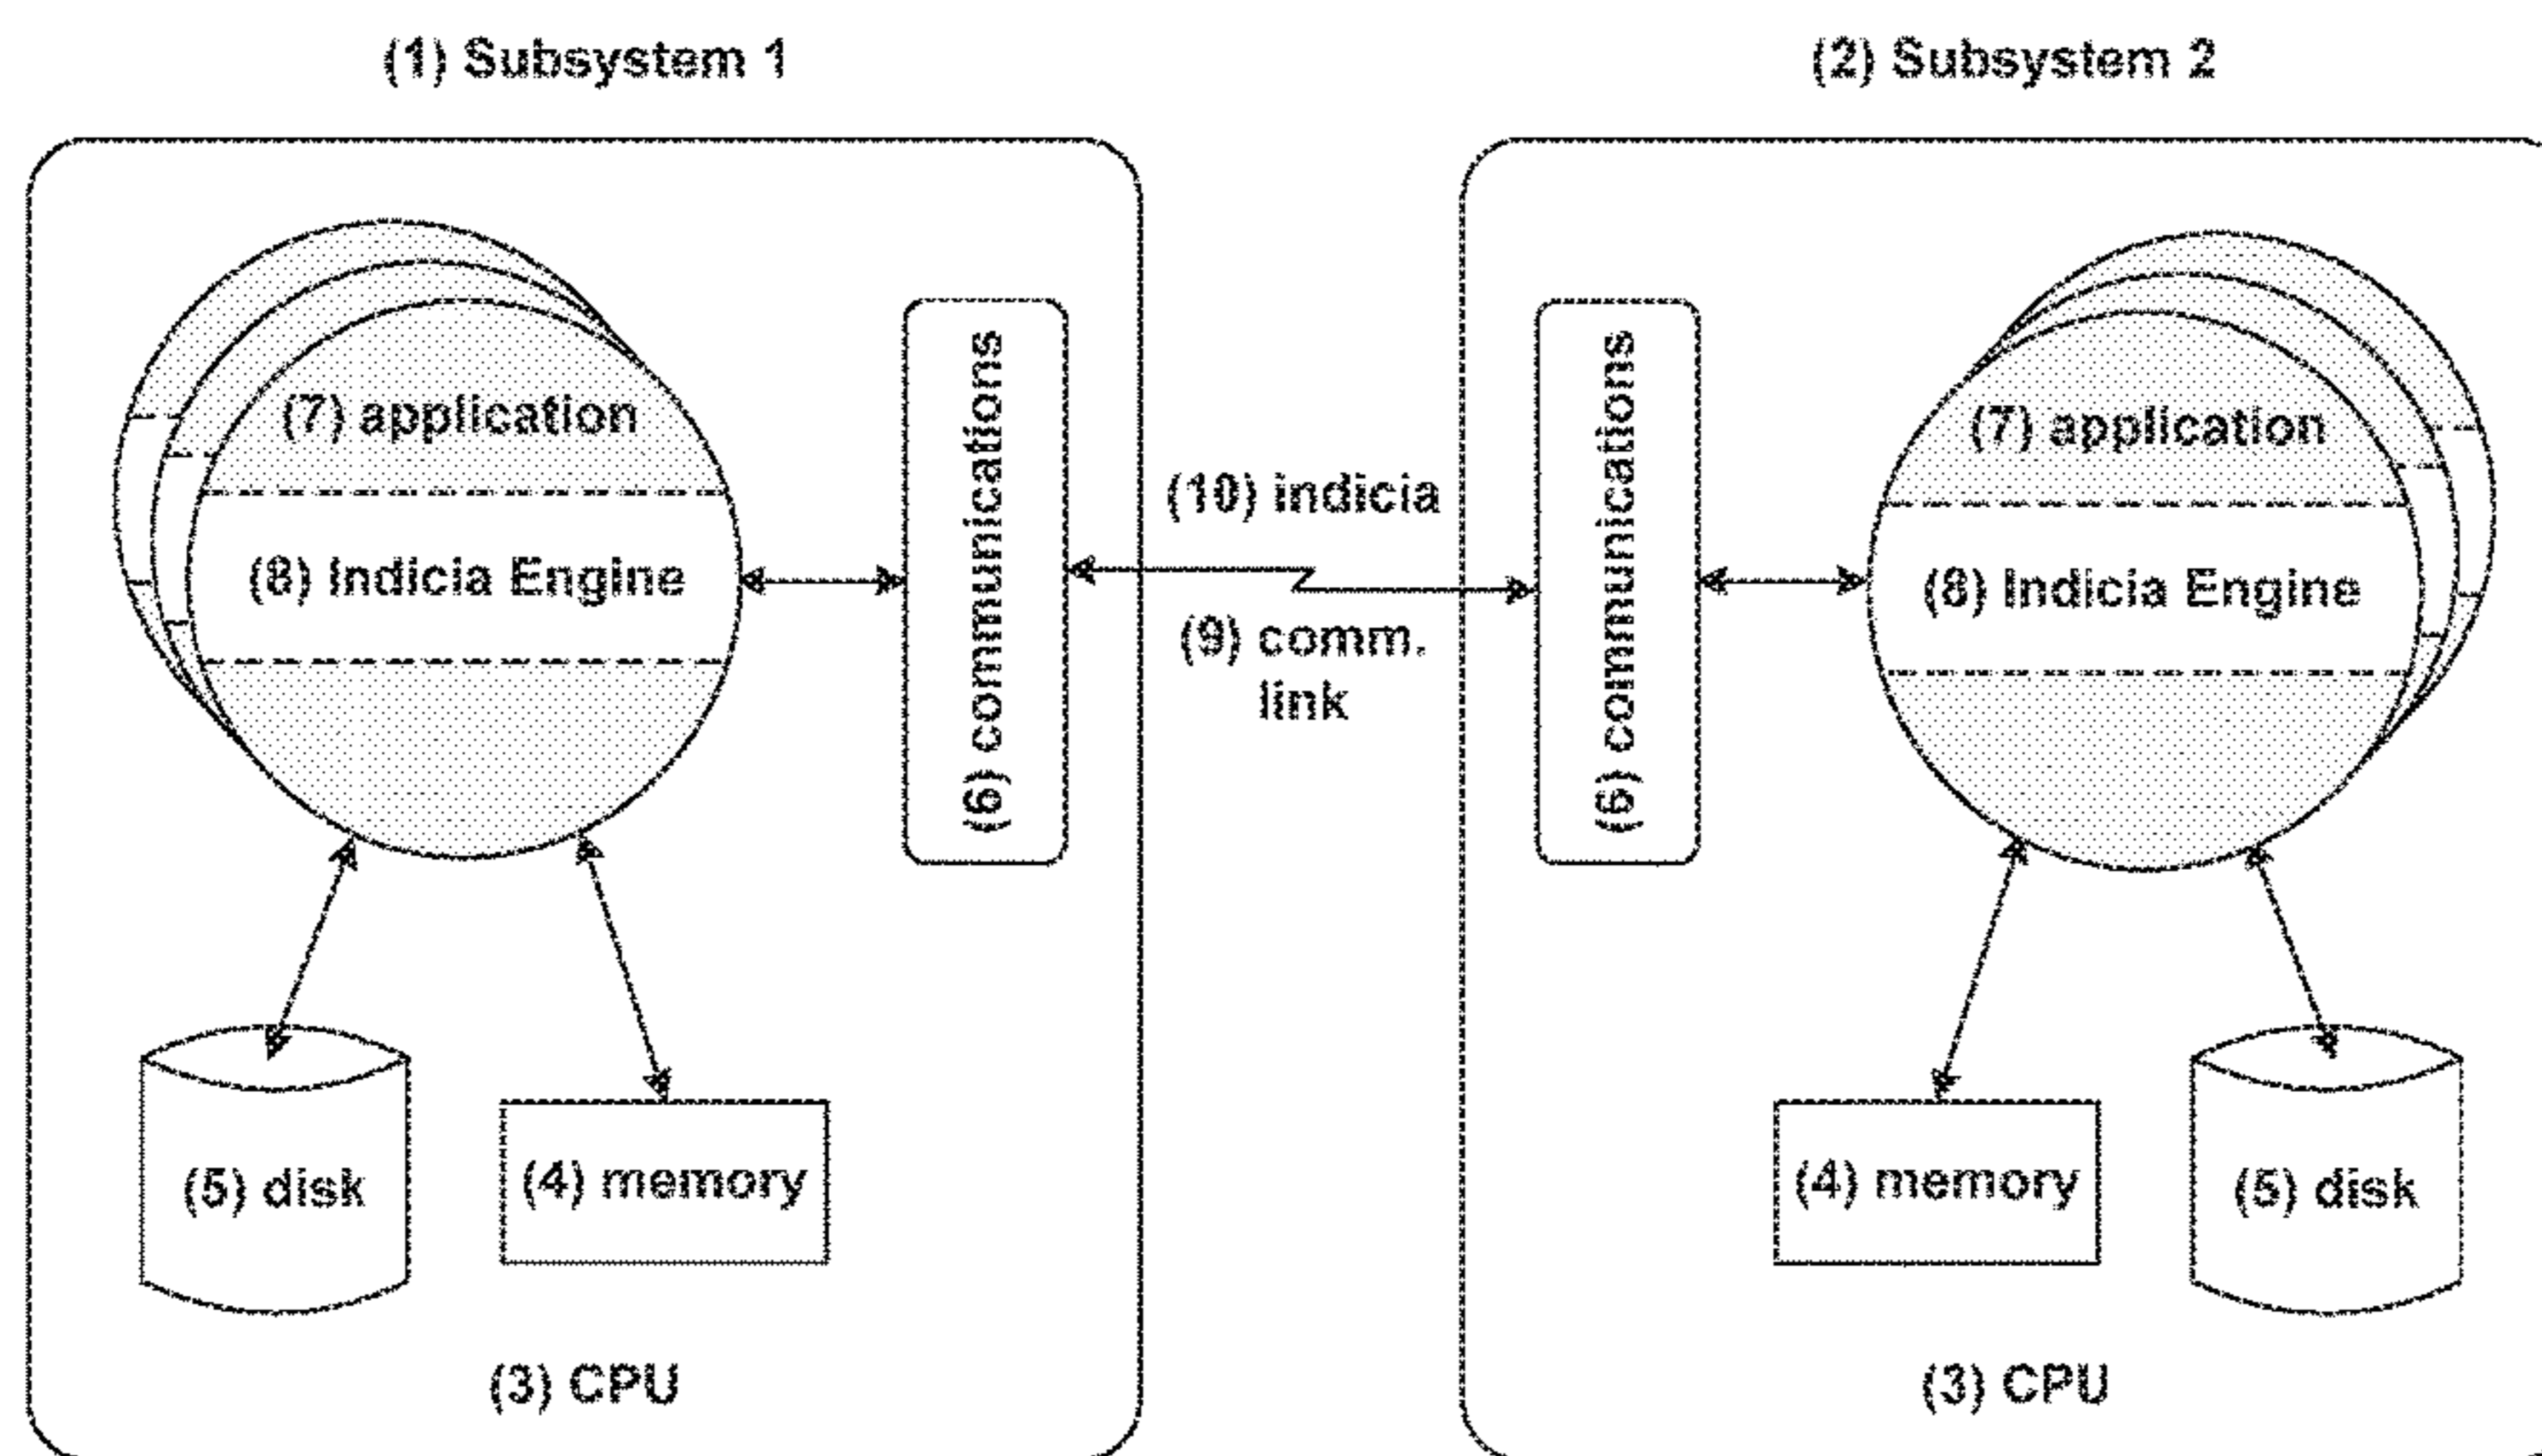 (1) Subsystem 1
(2) Subsystem 2
(7) application
(8) Indicia Engine
(6) communications
(5) disk
(4) memory
(3) CPU
(10) indicia
(9) comm.
link
(6) communications
(7) application
(8) Indicia Engine
(4) memory
(5) disk
(3) CPU